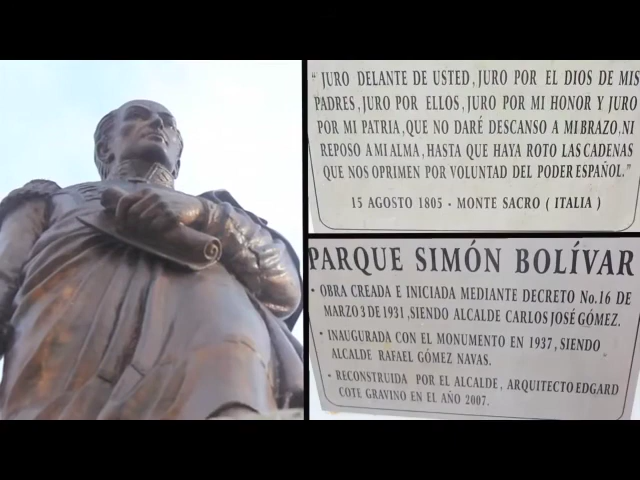 “ JURO DELANTE DE USTED, JURO POR EL DIOS DE MIS
PADRES, JURO POR ELLOS, JURO POR MI HONOR Y JURO
POR MI PATRIA, QUE NO DARÉ DESCANSO A MI BRAZO, NI
REPOSO A MI ALMA, HASTA QUE HAYA ROTO LAS CADENAS
QUE NOS OPRIMEN POR VOLUNTAD DEL PODER ESPAÑOL.”
15 AGOSTO 1805 - MONTE SACRO ( ITALIA )
PARQUE SIMÓN BOLÍVAR
• OBRA CREADA E INICIADA MEDIANTE DECRETO No. 16 DE
MARZO 3 DE 1931, SIENDO ALCALDE CARLOS JOSÉ GÓMEZ.
• INAUGURADA CON EL MONUMENTO EN 1937, SIENDO
ALCALDE RAFAEL GÓMEZ NAVAS.
• RECONSTRUIDA POR EL ALCALDE, ARQUITECTO EDGARD
COTE GRAVINO EN EL AÑO 2007.